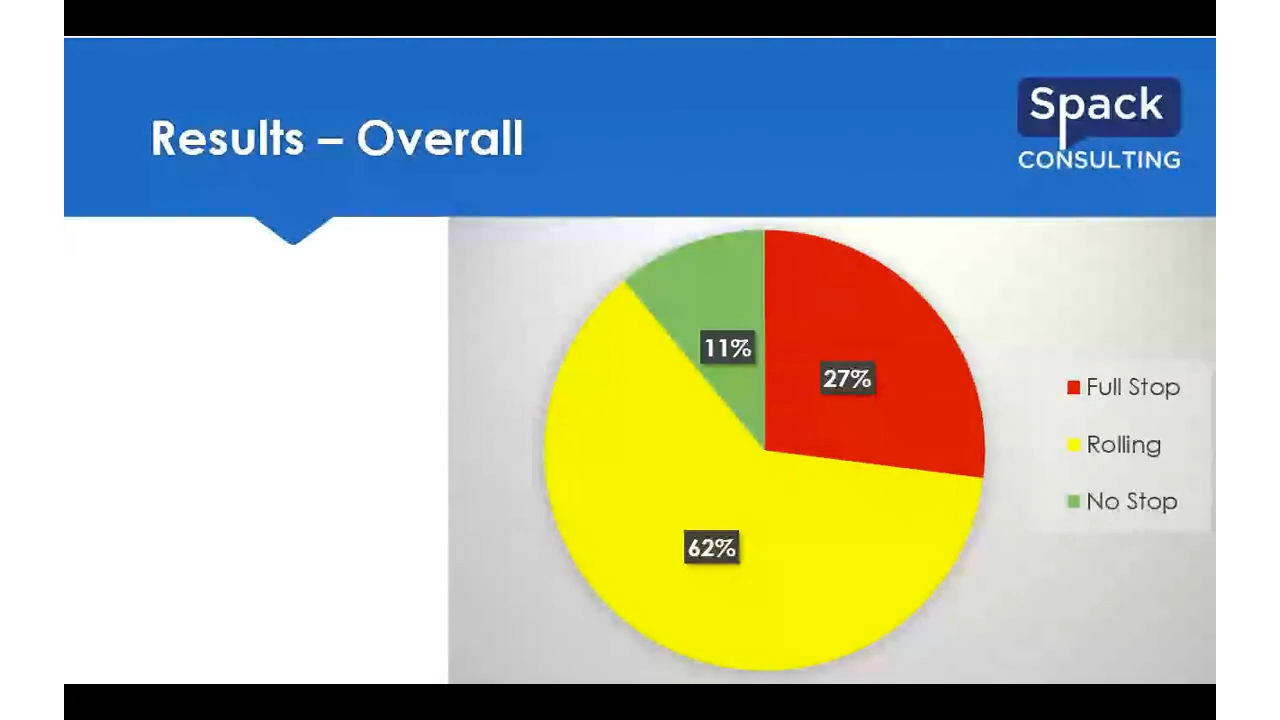 Results – Overall
Spack
CONSULTING
11%
27%
62%
Full Stop
Rolling
No Stop